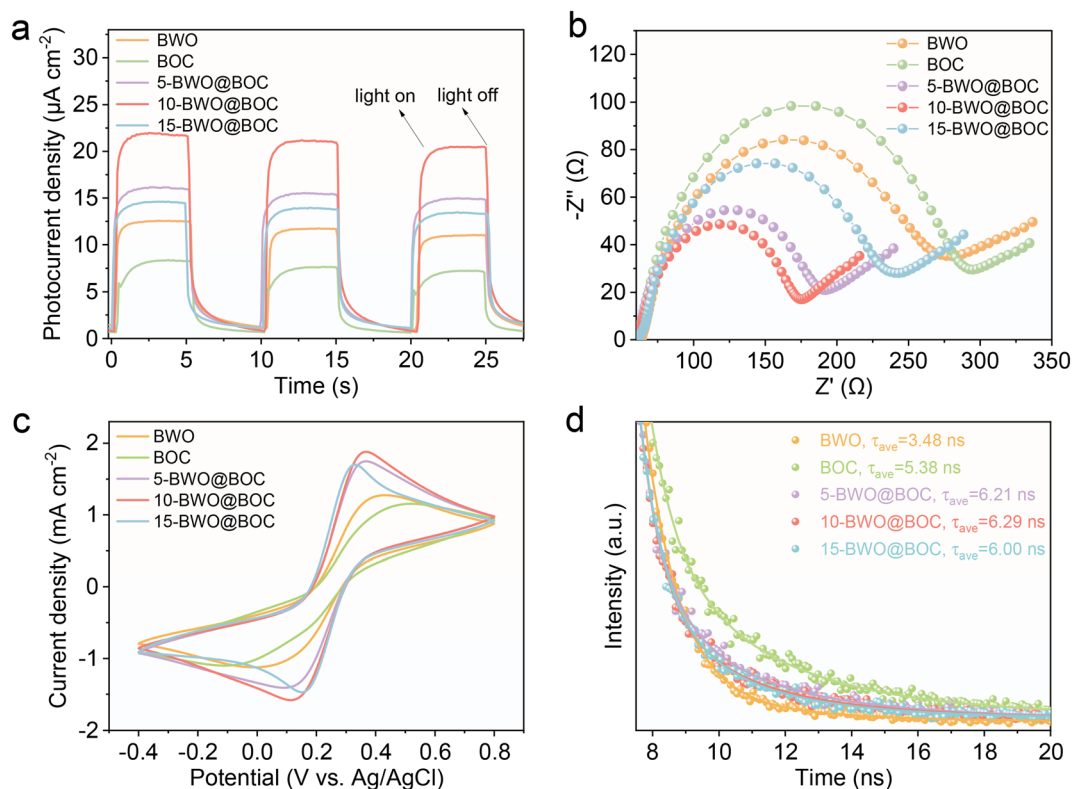 a
Photocurrent density (μA cm⁻²)
30
25
20
15
10
5
0
BWO
BOC
5-BWO@BOC
10-BWO@BOC
15-BWO@BOC
light on
light off
0
5
10
15
20
25
Time (s)
b
-Z'' (Ω)
120
100
80
60
40
20
0
BWO
BOC
5-BWO@BOC
10-BWO@BOC
15-BWO@BOC
100
150
200
250
300
350
Z' (Ω)
c
Current density (mA cm⁻²)
2
1
0
-1
-2
BWO
BOC
5-BWO@BOC
10-BWO@BOC
15-BWO@BOC
-0.4
-0.2
0.0
0.2
0.4
0.6
0.8
Potential (V vs. Ag/AgCl)
d
Intensity (a.u.)
BWO, τave=3.48 ns
BOC, τave=5.38 ns
5-BWO@BOC, τave=6.21 ns
10-BWO@BOC, τave=6.29 ns
15-BWO@BOC, τave=6.00 ns
8
10
12
14
16
18
20
Time (ns)